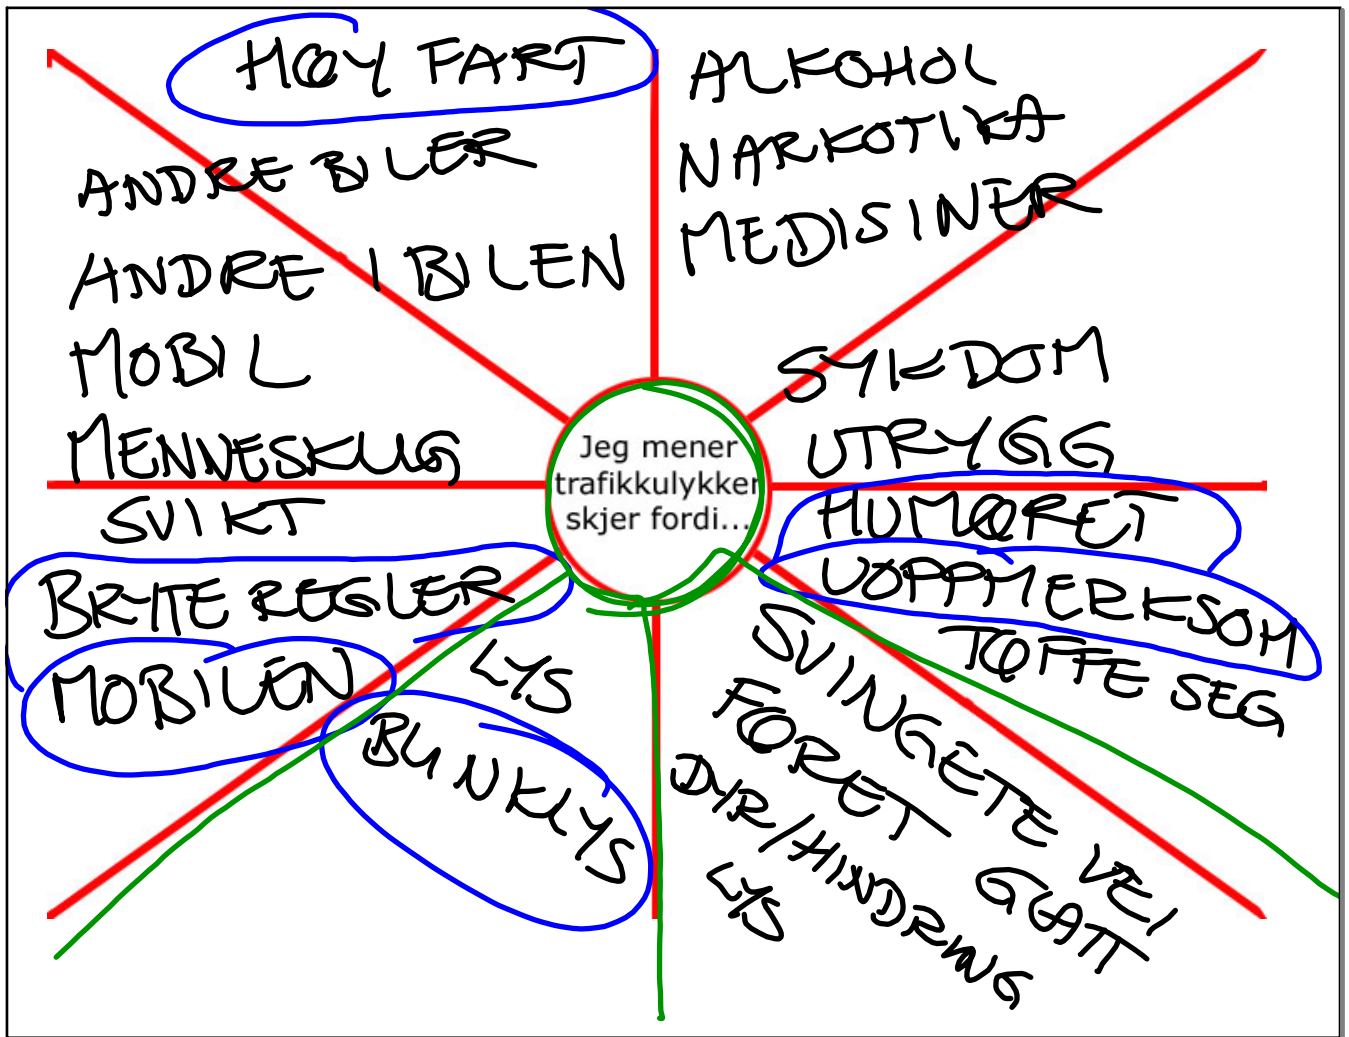 HØY FART
ANDRE BILER
ANDRE I BILEN
MOBIL
MENNESKLIG
SVIKT
BRYTE REGLER
MOBILEN
LYS
BLINKLYS
ALKOHOL
NARKOTIKA
MEDISINER
SYKDOM
UTRYGG
HUMØRET
UOPPMERKSOM
TØFFE SEG
SVINGETE VEI
FØRET GLATT
DYR/HINDRING
LYS
Jeg mener
trafikkulykker
skjer fordi...